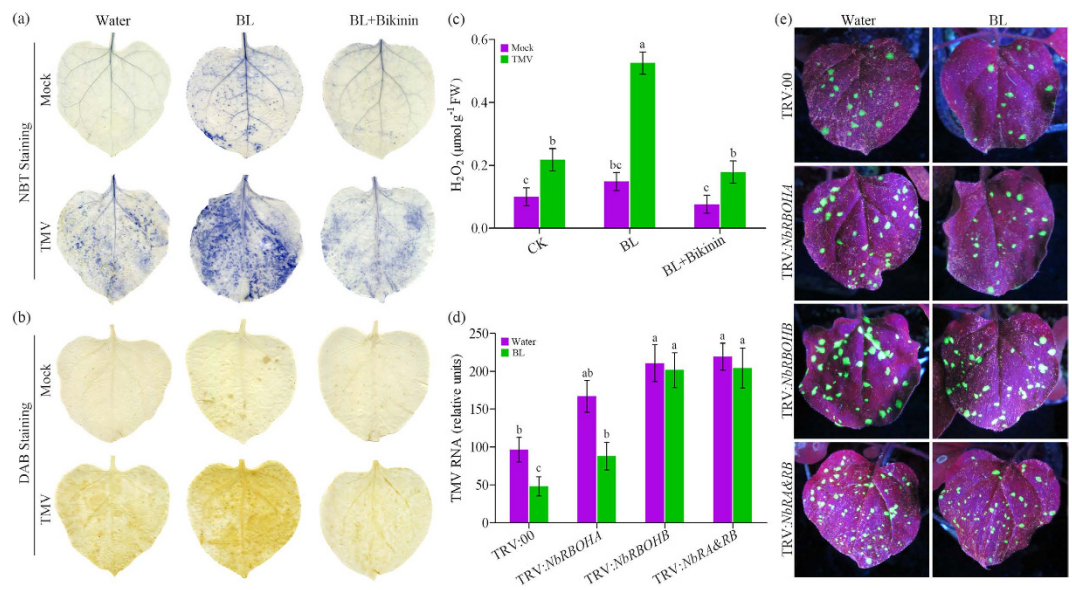 (a)
Water
BL
BL+Bikinin
NBT Staining
Mock
TMV
(b)
DAB Staining
Mock
TMV
(c)
H₂O₂ (μmol g⁻¹ FW)
0.6
0.4
0.2
0.0
Mock
TMV
c
b
bc
a
c
b
CK
BL
BL+Bikinin
(d)
TMV RNA (relative units)
250
200
150
100
50
0
Water
BL
b
c
ab
b
a
a
a
a
TRV:00
TRV:NbRBOHA
TRV:NbRBOHB
TRV:NbRA&RB
(e)
Water
BL
TRV:00
TRV:NbRBOHA
TRV:NbRBOHB
TRV:NbRA&RB